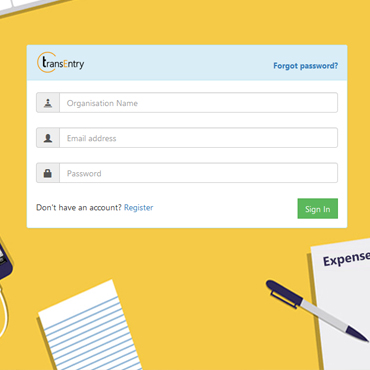 transEntry
Forgot password?
Organisation Name
Email address
Password
Don't have an account? Register
Sign In
Expense